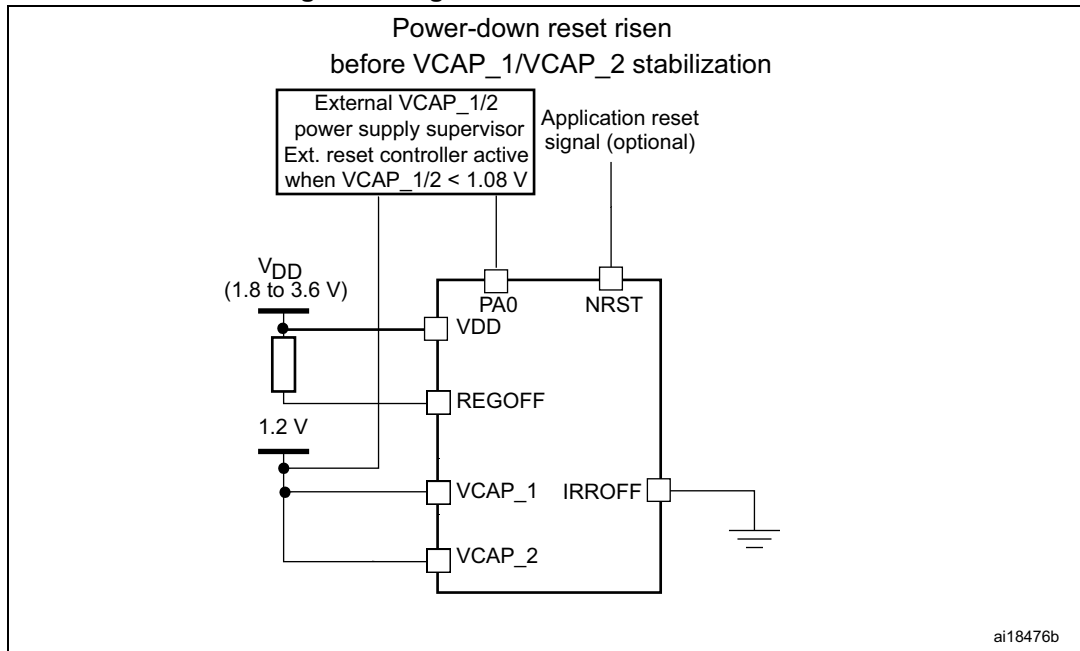 Power-down reset risen
before VCAP_1/VCAP_2 stabilization
External VCAP_1/2
power supply supervisor
Ext. reset controller active
when VCAP_1/2 < 1.08 V
Application reset
signal (optional)
VDD
(1.8 to 3.6 V)
PA0
NRST
VDD
REGOFF
1.2 V
VCAP_1
IRROFF
VCAP_2
ai18476b